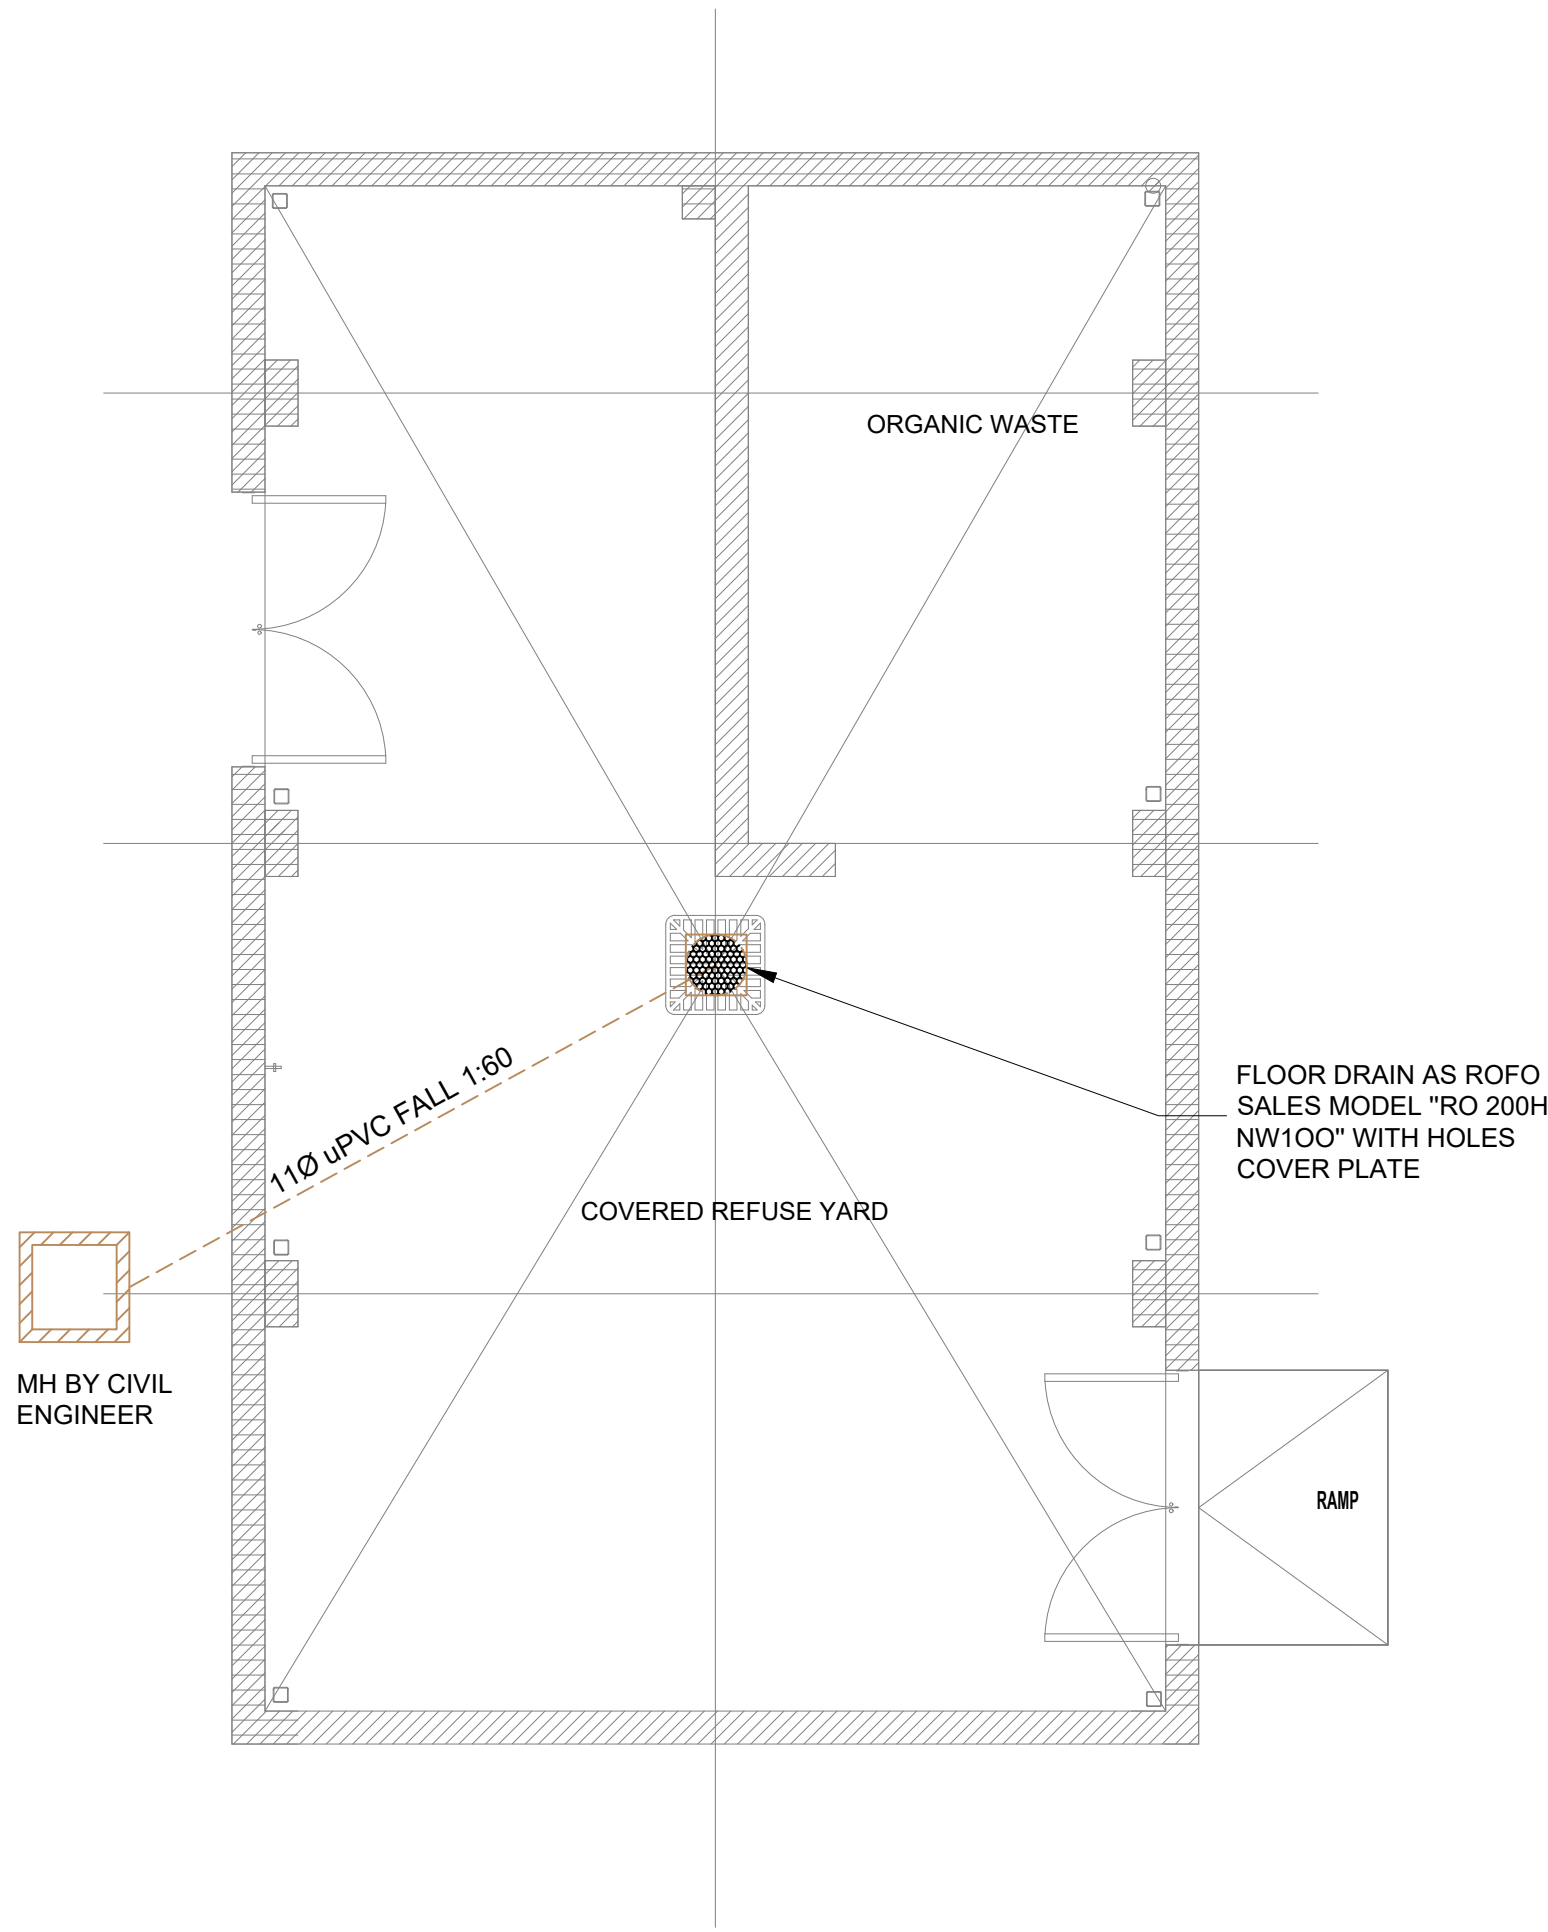 ORGANIC WASTE
11Ø uPVC FALL 1:60
FLOOR DRAIN AS ROFO
SALES MODEL "RO 200H
NW1OO" WITH HOLES
COVER PLATE
COVERED REFUSE YARD
MH BY CIVIL
ENGINEER
RAMP